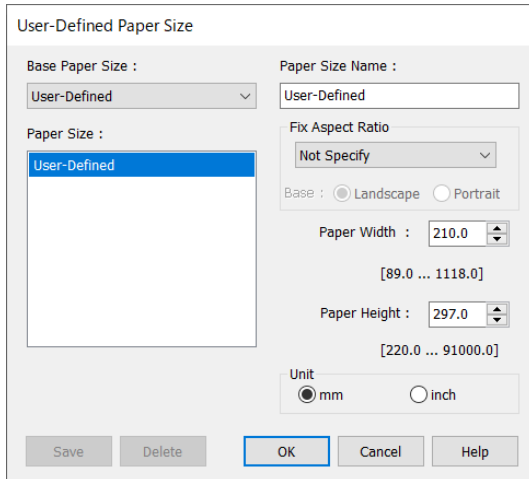 User-Defined Paper Size
Base Paper Size :
User-Defined
Paper Size :
User-Defined
Paper Size Name :
User-Defined
Fix Aspect Ratio
Not Specify
Base : Landscape Portrait
Paper Width : 210.0
[89.0 ... 1118.0]
Paper Height : 297.0
[220.0 ... 91000.0]
Unit
mm inch
Save Delete OK Cancel Help